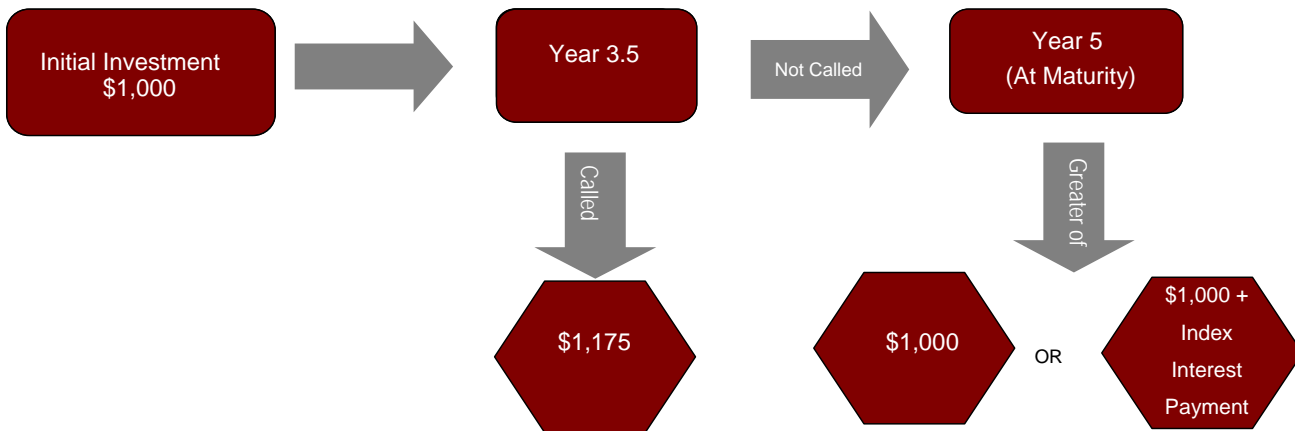 Initial Investment
$1,000
Year 3.5
Not Called
Year 5
(At Maturity)
Called
Greater of
$1,175
$1,000
OR
$1,000 +
Index
Interest
Payment